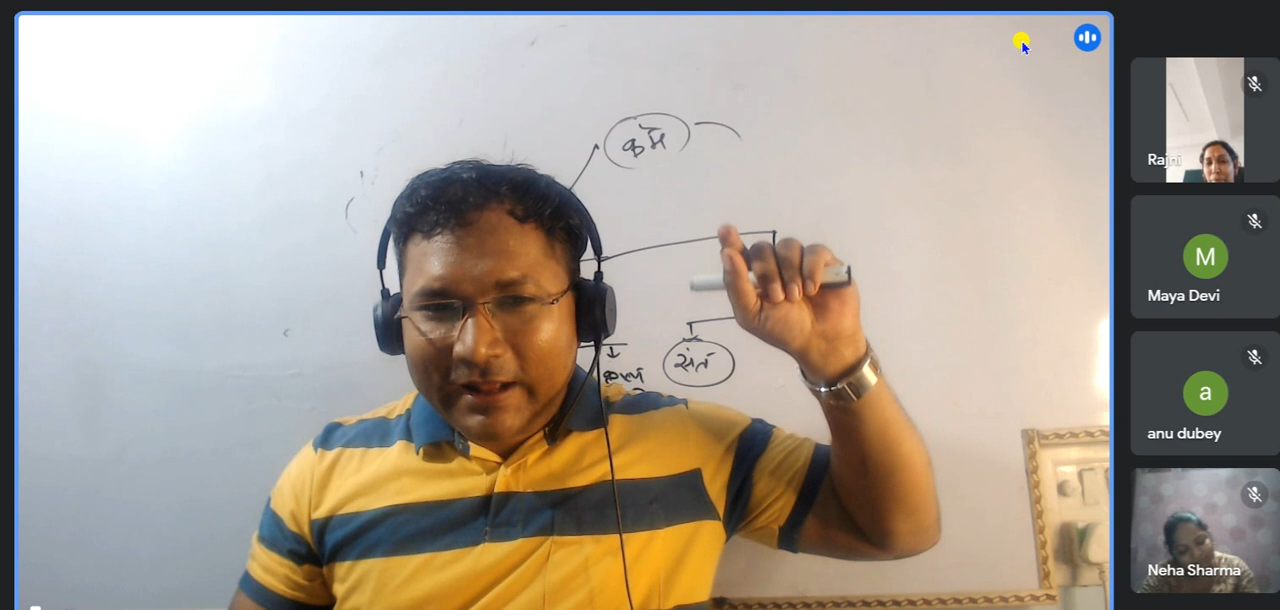 कर्म
संत
Rajni
M
Maya Devi
a
anu dubey
Neha Sharma